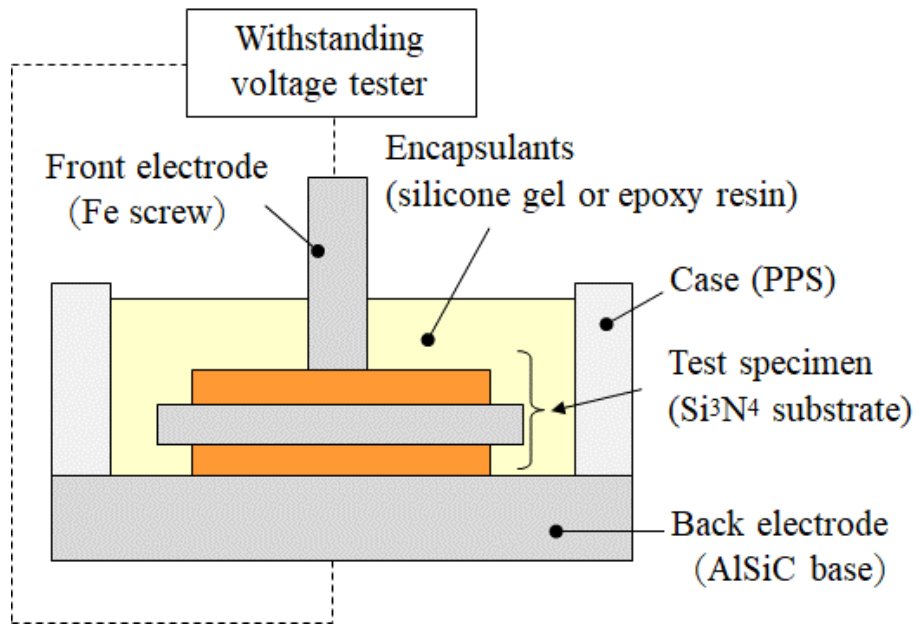 Withstanding
voltage tester
Front electrode
（Fe screw）
Encapsulants
(silicone gel or epoxy resin)
Case (PPS)
Test specimen
(Si³N⁴ substrate)
Back electrode
（AlSiC base）